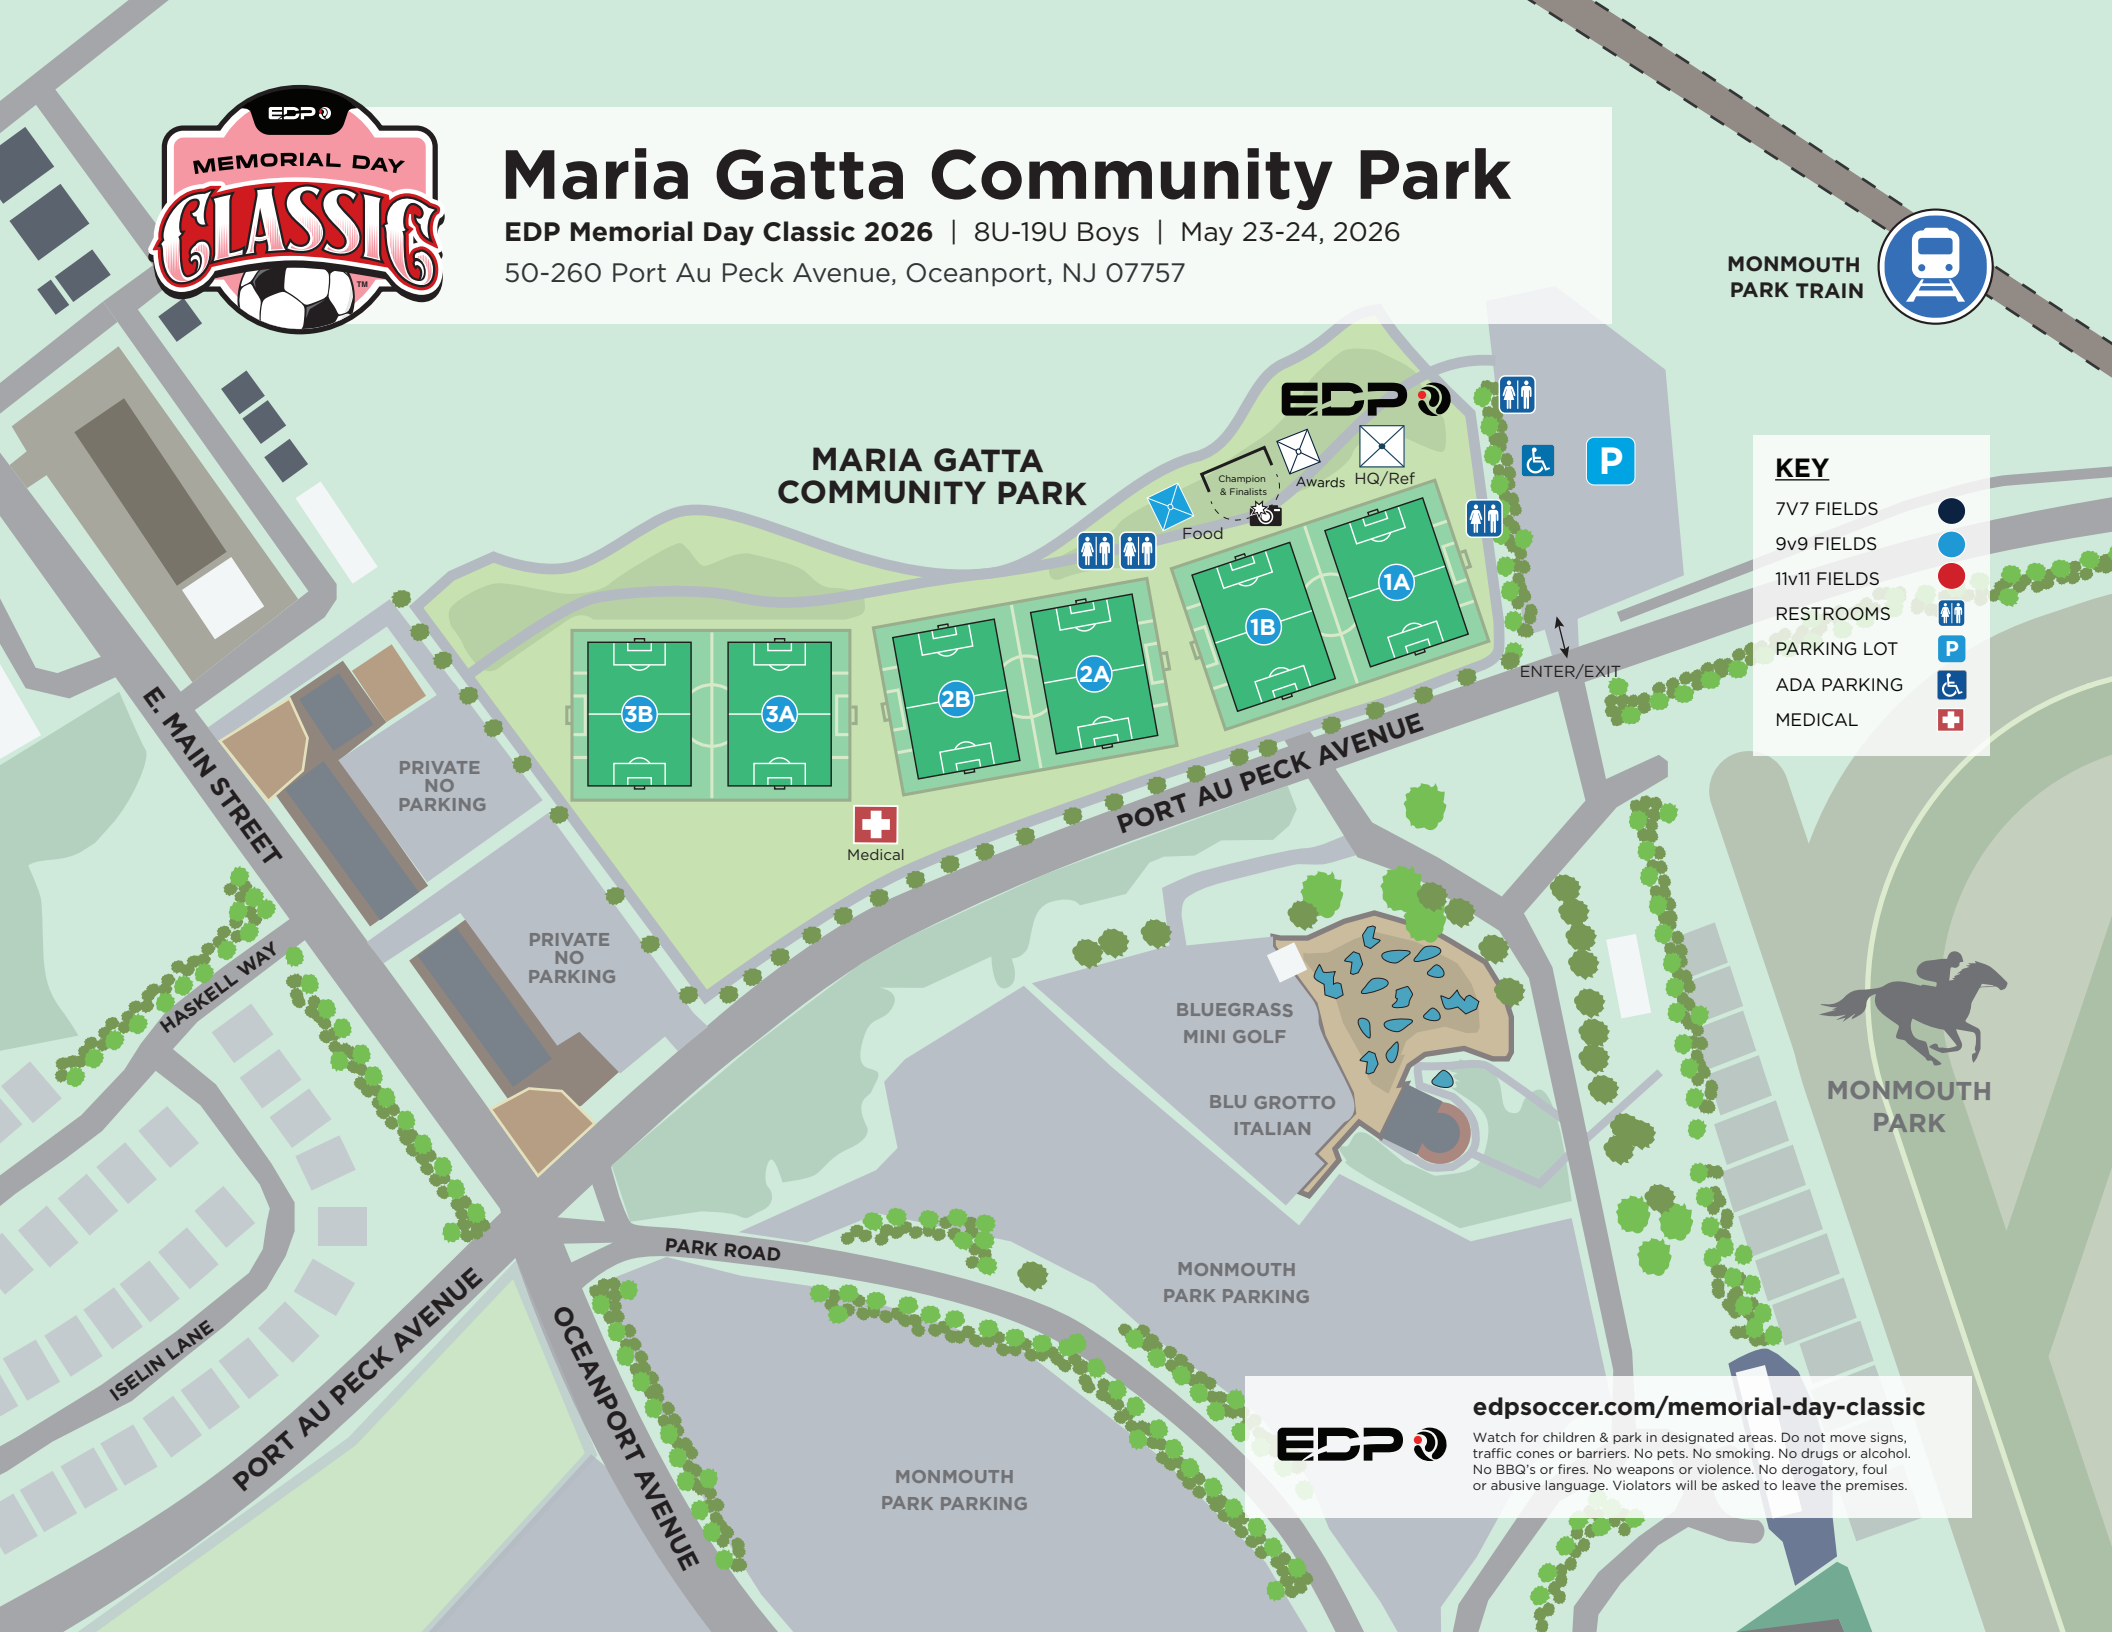 EDP
MEMORIAL DAY
CLASSIC
TM
Maria Gatta Community Park
EDP Memorial Day Classic 2026 | 8U-19U Boys | May 23-24, 2026
50-260 Port Au Peck Avenue, Oceanport, NJ 07757
MONMOUTH
PARK TRAIN
EDP
MARIA GATTA
COMMUNITY PARK
Champion
& Finalists
Awards
HQ/Ref
Food
P
KEY
7V7 FIELDS
9v9 FIELDS
11v11 FIELDS
RESTROOMS
PARKING LOT
P
ADA PARKING
MEDICAL
1A
1B
2A
2B
3A
3B
ENTER/EXIT
E. MAIN STREET
PRIVATE
NO
PARKING
PORT AU PECK AVENUE
Medical
PRIVATE
NO
PARKING
HASKELL WAY
BLUEGRASS
MINI GOLF
BLU GROTTO
ITALIAN
MONMOUTH
PARK
PARK ROAD
MONMOUTH
PARK PARKING
ISELIN LANE
PORT AU PECK AVENUE
OCEANPORT AVENUE
MONMOUTH
PARK PARKING
EDP
edpsoccer.com/memorial-day-classic
Watch for children & park in designated areas. Do not move signs,
traffic cones or barriers. No pets. No smoking. No drugs or alcohol.
No BBQ's or fires. No weapons or violence. No derogatory, foul
or abusive language. Violators will be asked to leave the premises.